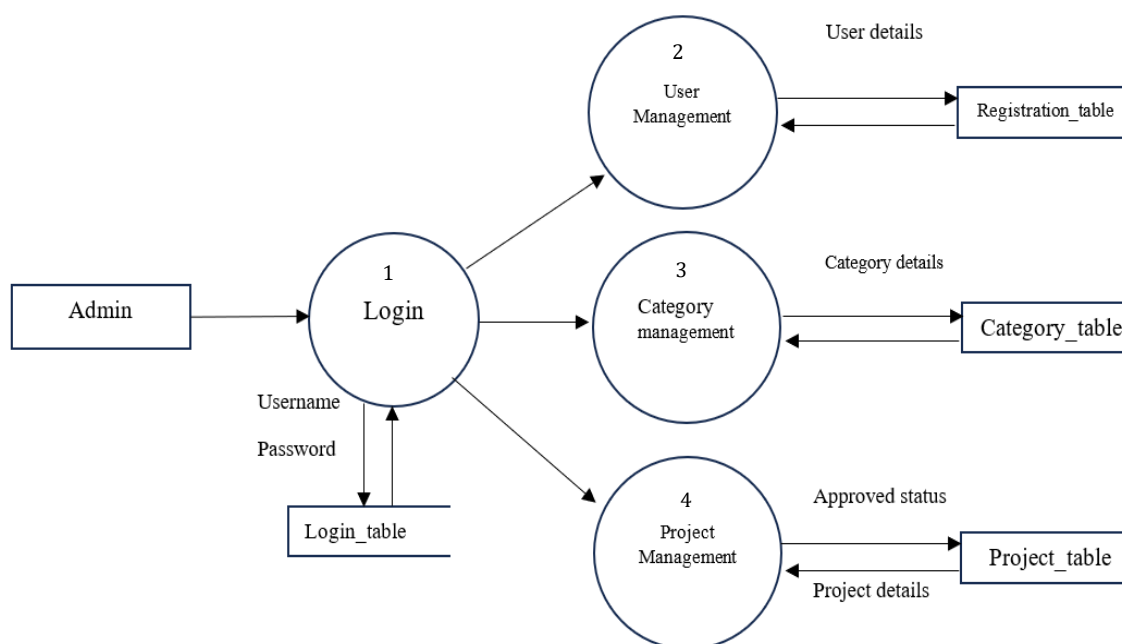 User details
2
User
Management
Registration_table
1
Login
Admin
3
Category
management
Category details
Category_table
Username
Password
Login_table
4
Project
Management
Approved status
Project_table
Project details